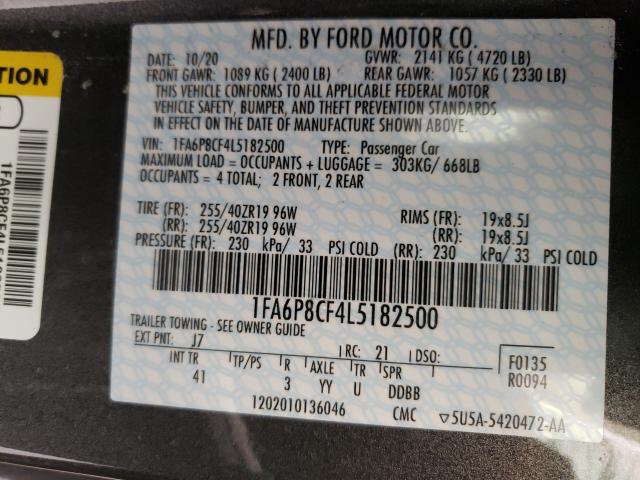 MFD. BY FORD MOTOR CO.
DATE: 10/20 GVWR: 2141 KG ( 4720 LB)
FRONT GAWR: 1089 KG ( 2400 LB) REAR GAWR: 1057 KG ( 2330 LB)
THIS VEHICLE CONFORMS TO ALL APPLICABLE FEDERAL MOTOR
VEHICLE SAFETY, BUMPER, AND THEFT PREVENTION STANDARDS
IN EFFECT ON THE DATE OF MANUFACTURE SHOWN ABOVE.
VIN: 1FA6P8CF4L5182500 TYPE: Passenger Car
MAXIMUM LOAD = OCCUPANTS + LUGGAGE = 303KG/ 668LB
OCCUPANTS = 4 TOTAL; 2 FRONT, 2 REAR
TIRE (FR): 255/40ZR19 96W RIMS (FR): 19x8.5J
(RR): 255/40ZR19 96W (RR): 19x8.5J
PRESSURE (FR): 230 kPa/ 33 PSI COLD (RR): 230 kPa/ 33 PSI COLD
1FA6P8CF4L5182500
TRAILER TOWING - SEE OWNER GUIDE
EXT PNT: J7 RC: 21 DSO: F0135
INT TR TP/PS R AXLE TR SPR R0094
41 3 YY U DDBB
1202010136046 CMC ▽5U5A-5420472-AA
TION